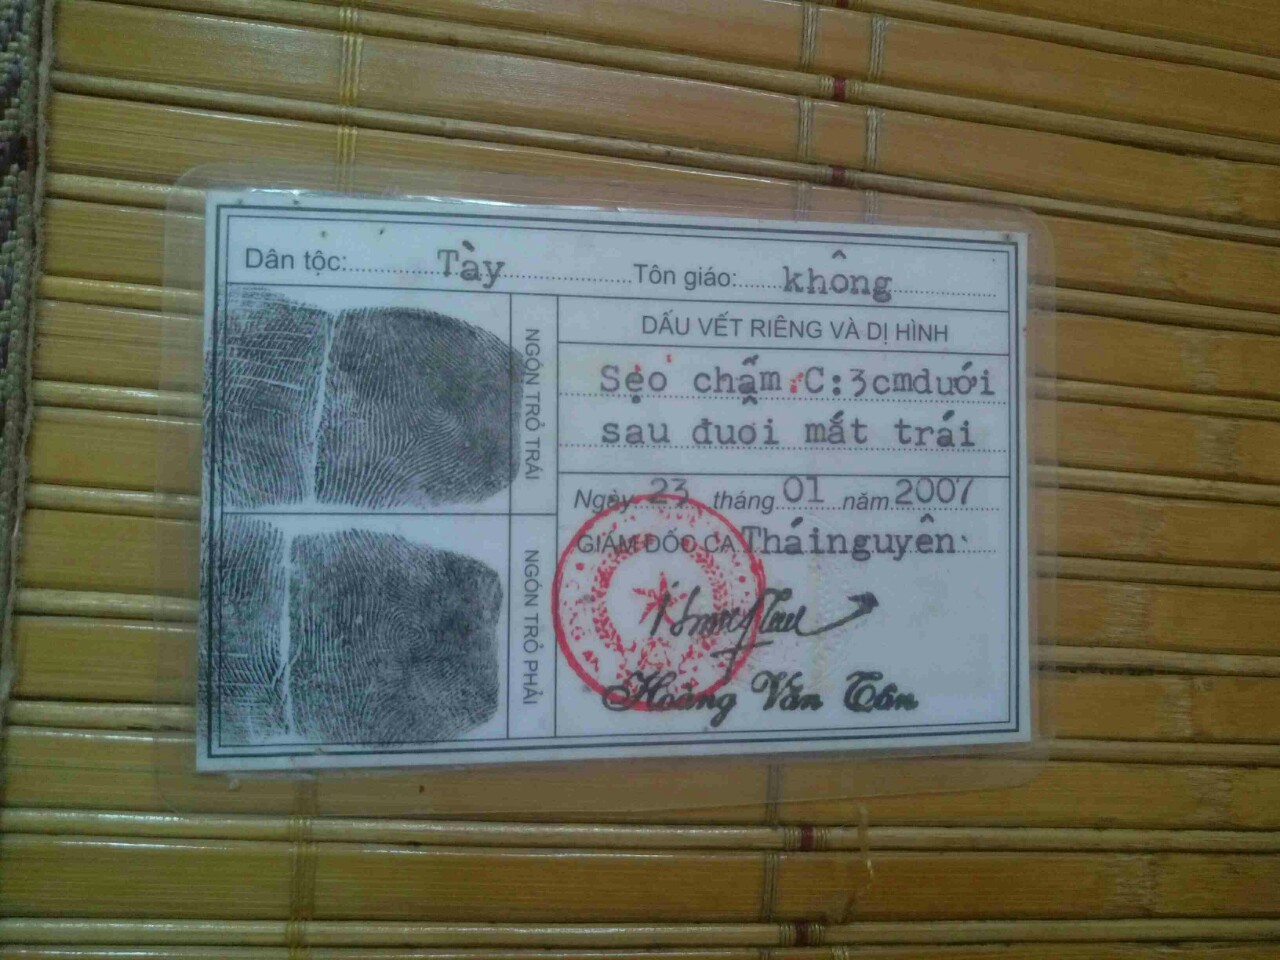 Dân tộc: Tày Tôn giáo: không
NGÓN TRỎ TRÁI
NGÓN TRỎ PHẢI
DẤU VẾT RIÊNG VÀ DỊ HÌNH
Sẹo chấm C:3cmdưới
sau đuôi mắt trái
Ngày 23 tháng 01 năm 2007
GIÁM ĐỐC CA Tháinguyên
Hoàng Văn Tân